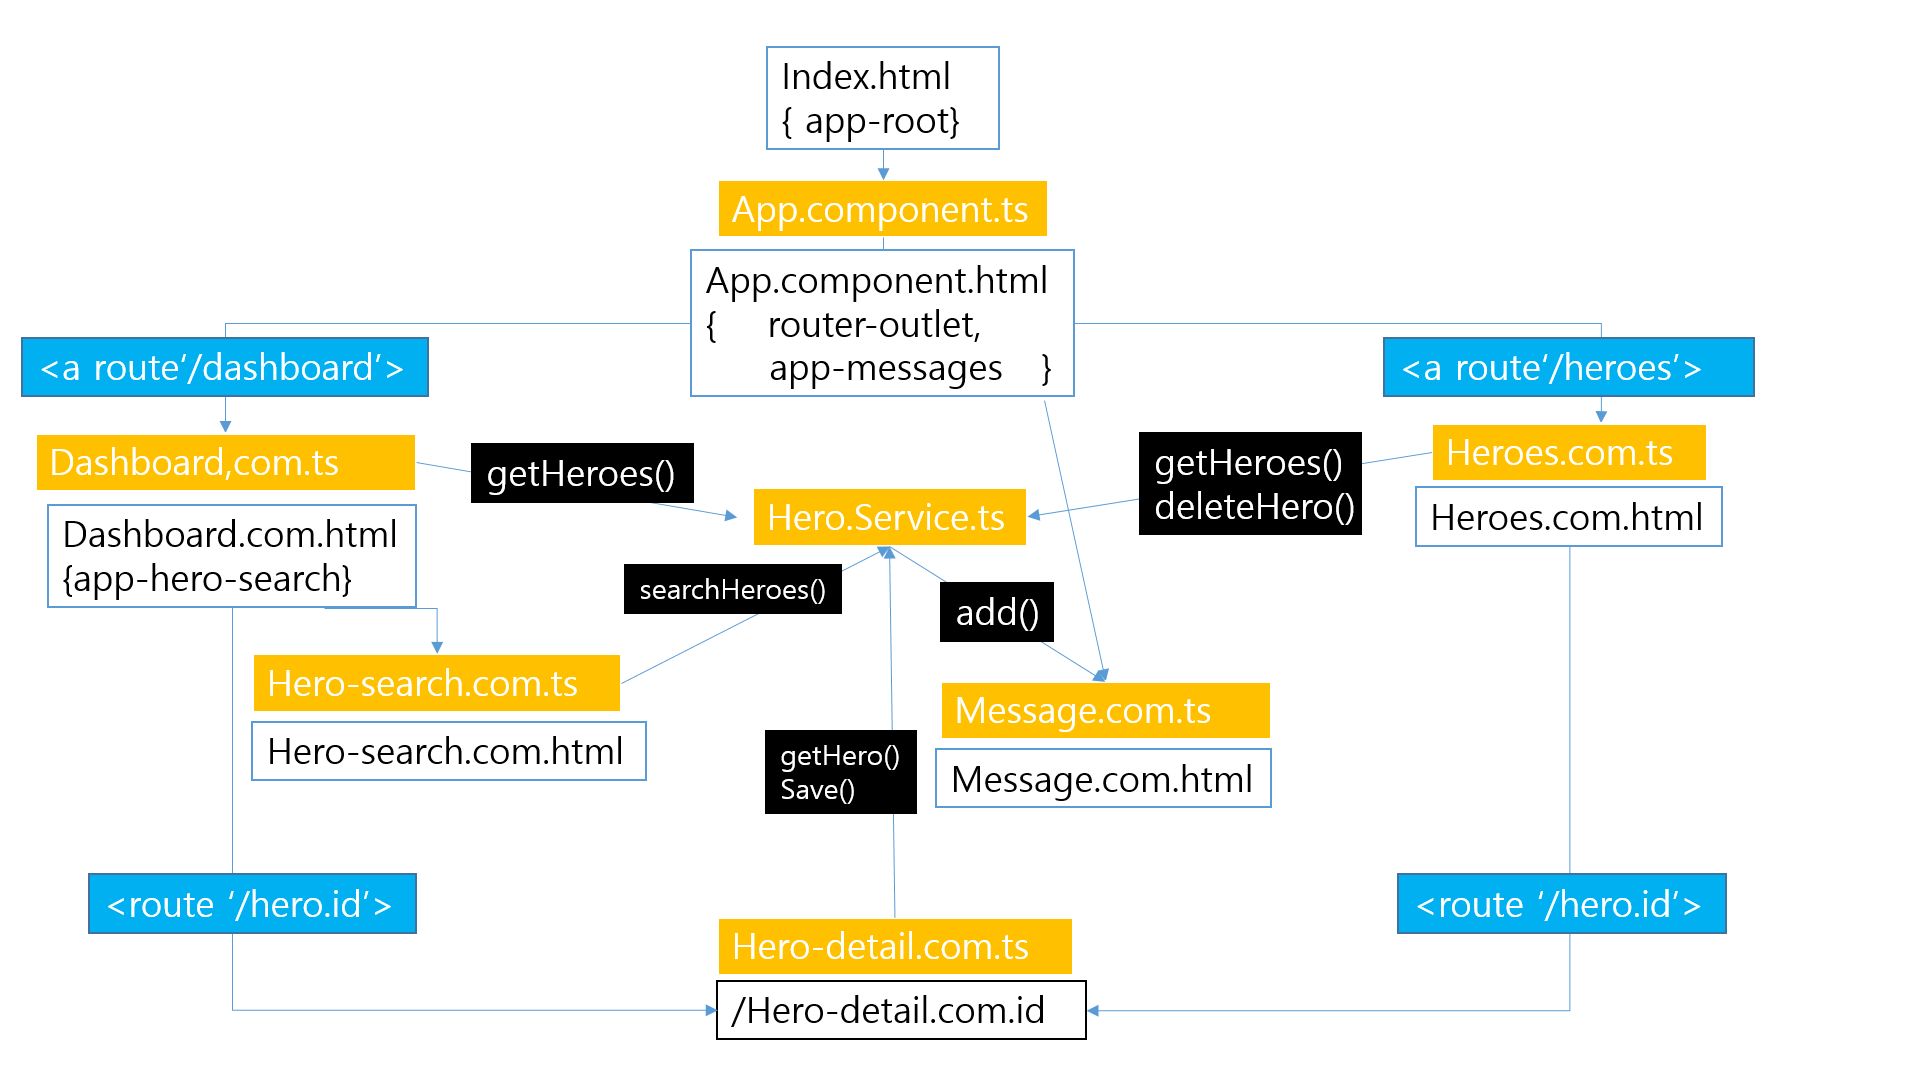 Index.html
{ app-root}
App.component.ts
App.component.html
{ router-outlet,
app-messages }
<a route‘/dashboard’>
<a route‘/heroes’>
Dashboard,com.ts
getHeroes()
getHeroes()
deleteHero()
Heroes.com.ts
Dashboard.com.html
{app-hero-search}
Hero.Service.ts
Heroes.com.html
searchHeroes()
add()
Hero-search.com.ts
Hero-search.com.html
Message.com.ts
Message.com.html
getHero()
Save()
<route ‘/hero.id’>
<route ‘/hero.id’>
Hero-detail.com.ts
/Hero-detail.com.id